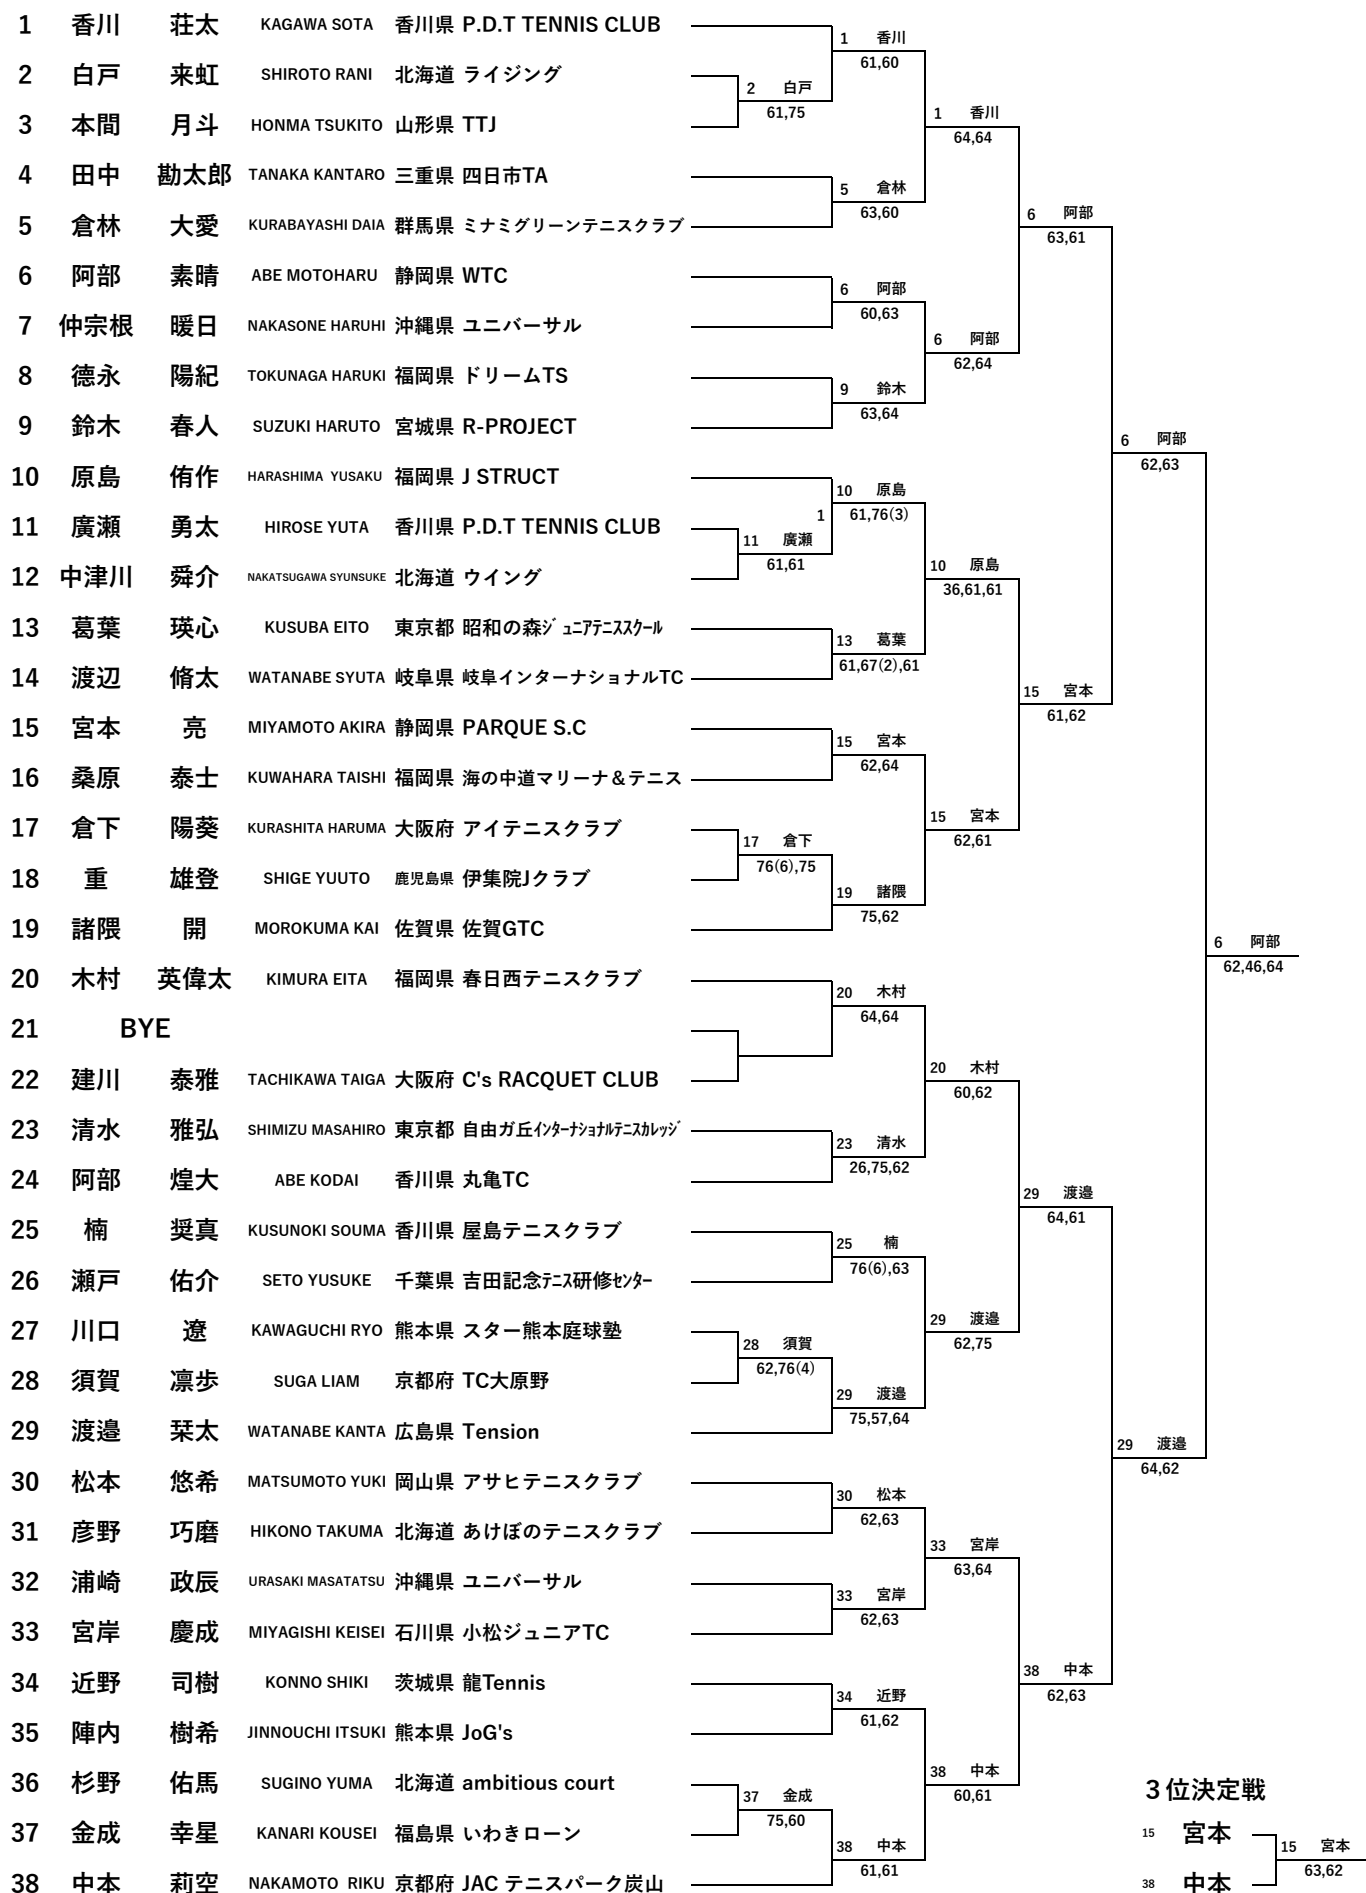 1 香川 荘太 KAGAWA SOTA 香川県 P.D.T TENNIS CLUB
1 香川
61,60
2 白戸 来虹 SHIROTO RANI 北海道 ライジング
2 白戸
61,75
3 本間 月斗 HONMA TSUKITO 山形県 TTJ
1 香川
64,64
4 田中 勘太郎 TANAKA KANTARO 三重県 四日市TA
5 倉林
63,60
5 倉林 大愛 KURABAYASHI DAIA 群馬県 ミナミグリーンテニスクラブ
6 阿部
63,61
6 阿部 素晴 ABE MOTOHARU 静岡県 WTC
6 阿部
60,63
7 仲宗根 暖日 NAKASONE HARUHI 沖縄県 ユニバーサル
6 阿部
62,64
8 德永 陽紀 TOKUNAGA HARUKI 福岡県 ドリームTS
9 鈴木
63,64
9 鈴木 春人 SUZUKI HARUTO 宮城県 R-PROJECT
6 阿部
62,63
10 原島 侑作 HARASHIMA YUSAKU 福岡県 J STRUCT
10 原島
1 61,76(3)
11 廣瀬 勇太 HIROSE YUTA 香川県 P.D.T TENNIS CLUB
11 廣瀬
61,61
12 中津川 舜介 NAKATSUGAWA SYUNSUKE 北海道 ウイング
10 原島
36,61,61
13 葛葉 瑛心 KUSUBA EITO 東京都 昭和の森ｼﾞｭﾆｱﾃﾆｽｽｸｰﾙ
13 葛葉
61,67(2),61
14 渡辺 脩太 WATANABE SYUTA 岐阜県 岐阜インターナショナルTC
15 宮本
61,62
15 宮本 亮 MIYAMOTO AKIRA 静岡県 PARQUE S.C
15 宮本
62,64
16 桑原 泰士 KUWAHARA TAISHI 福岡県 海の中道マリーナ＆テニス
15 宮本
62,61
17 倉下 陽葵 KURASHITA HARUMA 大阪府 アイテニスクラブ
17 倉下
76(6),75
18 重 雄登 SHIGE YUUTO 鹿児島県 伊集院Jクラブ
19 諸隈
75,62
19 諸隈 開 MOROKUMA KAI 佐賀県 佐賀GTC
6 阿部
62,46,64
20 木村 英偉太 KIMURA EITA 福岡県 春日西テニスクラブ
20 木村
64,64
21 BYE
20 木村
60,62
22 建川 泰雅 TACHIKAWA TAIGA 大阪府 C's RACQUET CLUB
23 清水 雅弘 SHIMIZU MASAHIRO 東京都 自由ガ丘ｲﾝﾀｰﾅｼｮﾅﾙﾃﾆｽｶﾚｯｼﾞ
23 清水
26,75,62
24 阿部 煌大 ABE KODAI 香川県 丸亀TC
29 渡邉
64,61
25 楠 奨真 KUSUNOKI SOUMA 香川県 屋島テニスクラブ
25 楠
76(6),63
26 瀬戸 佑介 SETO YUSUKE 千葉県 吉田記念ﾃﾆｽ研修ｾﾝﾀｰ
29 渡邉
62,75
27 川口 遼 KAWAGUCHI RYO 熊本県 スター熊本庭球塾
28 須賀
62,76(4)
28 須賀 凛歩 SUGA LIAM 京都府 TC大原野
29 渡邉
75,57,64
29 渡邉 栞太 WATANABE KANTA 広島県 Tension
29 渡邉
64,62
30 松本 悠希 MATSUMOTO YUKI 岡山県 アサヒテニスクラブ
30 松本
62,63
31 彦野 巧磨 HIKONO TAKUMA 北海道 あけぼのテニスクラブ
33 宮岸
63,64
32 浦崎 政辰 URASAKI MASATATSU 沖縄県 ユニバーサル
33 宮岸
62,63
33 宮岸 慶成 MIYAGISHI KEISEI 石川県 小松ジュニアTC
38 中本
62,63
34 近野 司樹 KONNO SHIKI 茨城県 龍Tennis
34 近野
61,62
35 陣内 樹希 JINNOUCHI ITSUKI 熊本県 JoG's
38 中本
60,61
36 杉野 佑馬 SUGINO YUMA 北海道 ambitious court
37 金成
75,60
37 金成 幸星 KANARI KOUSEI 福島県 いわきローン
38 中本
61,61
38 中本 莉空 NAKAMOTO RIKU 京都府 JAC テニスパーク炭山
３位決定戦
15 宮本
15 宮本
63,62
38 中本